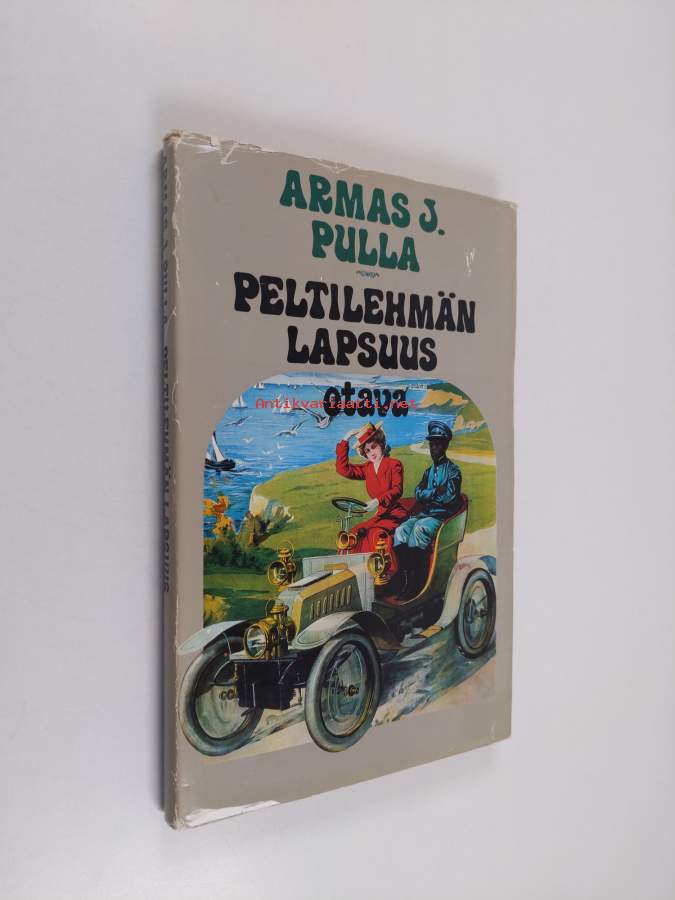 ARMAS J.
PULLA
PELTILEHMÄN
LAPSUUS
otava
Antikvariaatti.net
ARMAS J. PULLA PELTILEHMÄN LAPSUUS